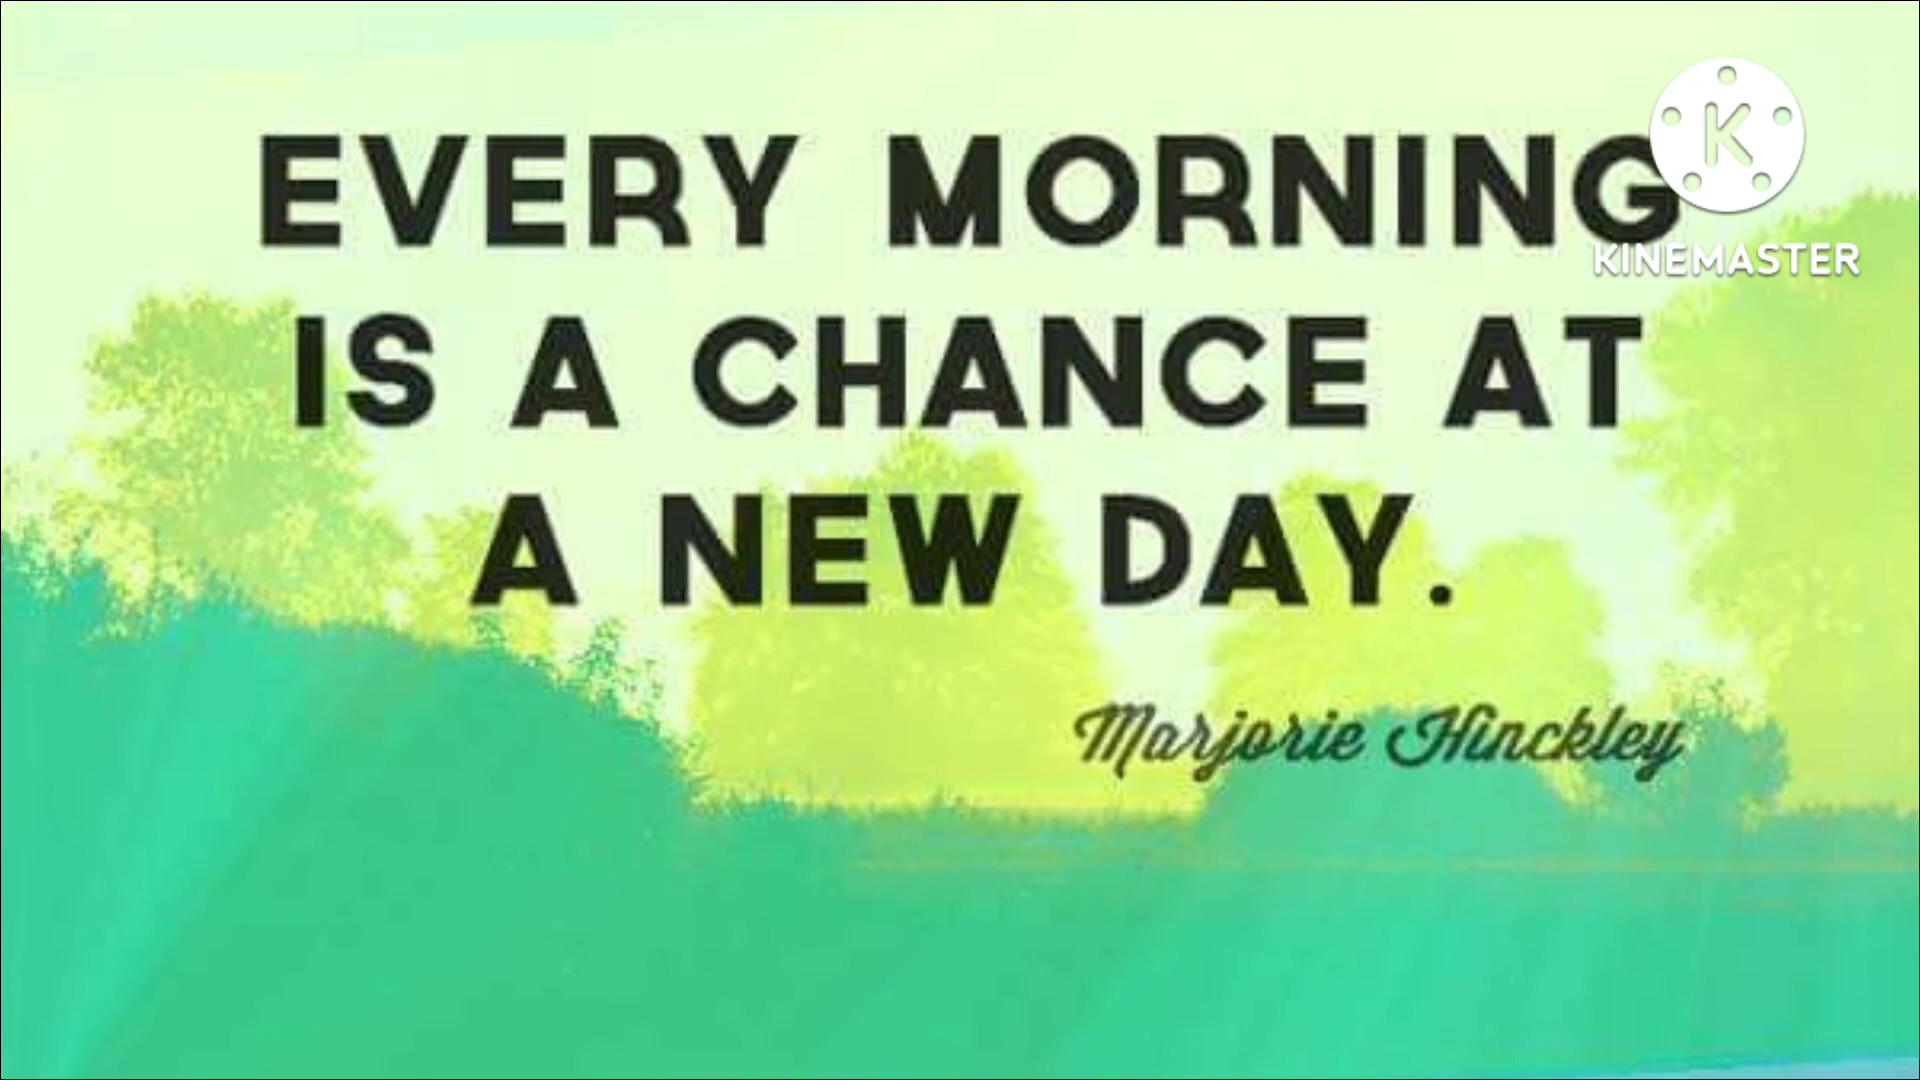 EVERY MORNING
IS A CHANCE AT
A NEW DAY.
Marjorie Hinckley
K
KINEMASTER